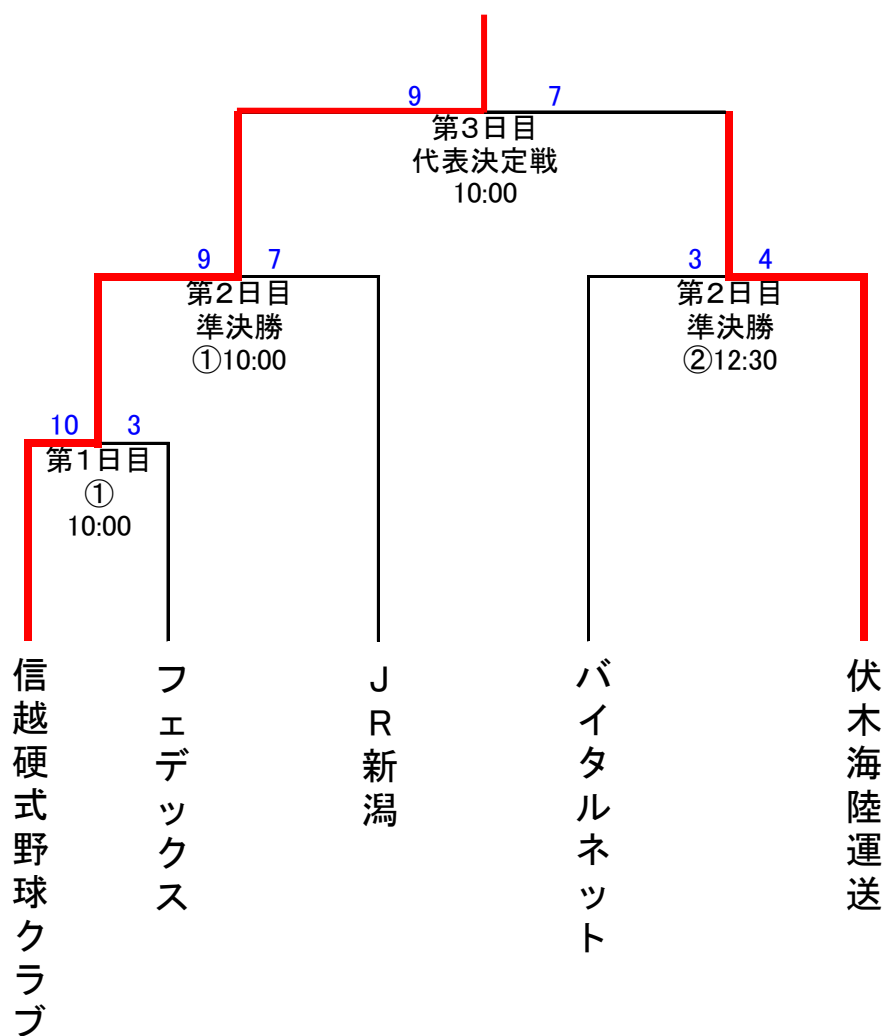 9 7
第3日目
代表決定戦
10:00
9 7
第2日目
準決勝
①10:00
3 4
第2日目
準決勝
②12:30
10 3
第1日目
①
10:00
信越硬式野球クラブ
フェデックス
JR新潟
バイタルネット
伏木海陸運送